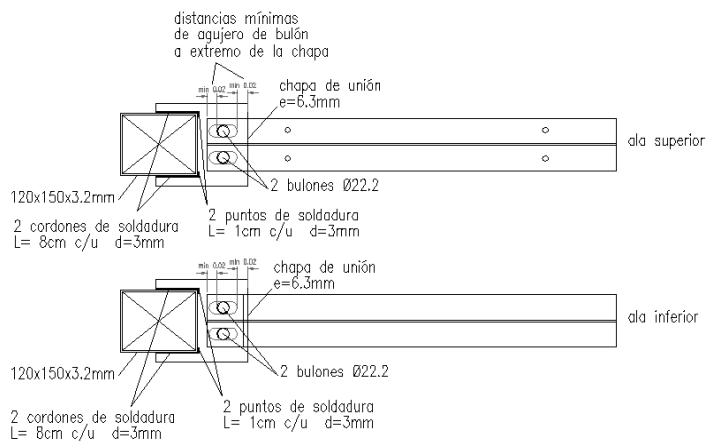 distancias mínimas
de agujero de bulón
a extremo de la chapa
min 0.02
min 0.02
chapa de unión
e=6.3mm
ala superior
2 bulones Ø22.2
120x150x3.2mm
2 cordones de soldadura
L= 8cm c/u d=3mm
2 puntos de soldadura
L= 1cm c/u d=3mm
min 0.02
min 0.02
chapa de unión
e=6.3mm
ala inferior
120x150x3.2mm
2 bulones Ø22.2
2 cordones de soldadura
L= 8cm c/u d=3mm
2 puntos de soldadura
L= 1cm c/u d=3mm